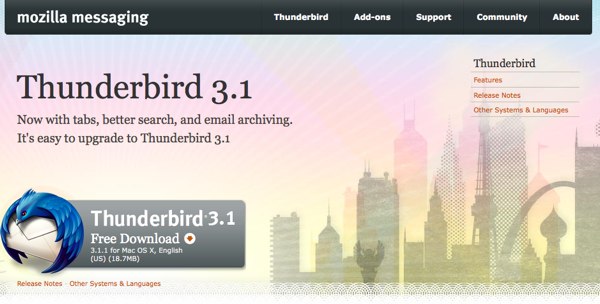 mozilla messaging
Thunderbird Add-ons Support Community About
Thunderbird 3.1
Now with tabs, better search, and email archiving.
It's easy to upgrade to Thunderbird 3.1
Thunderbird
Features
Release Notes
Other Systems & Languages
Thunderbird® 3.1
Free Download
3.1.1 for Mac OS X, English
(US) (18.7MB)
Release Notes Other Systems & Languages